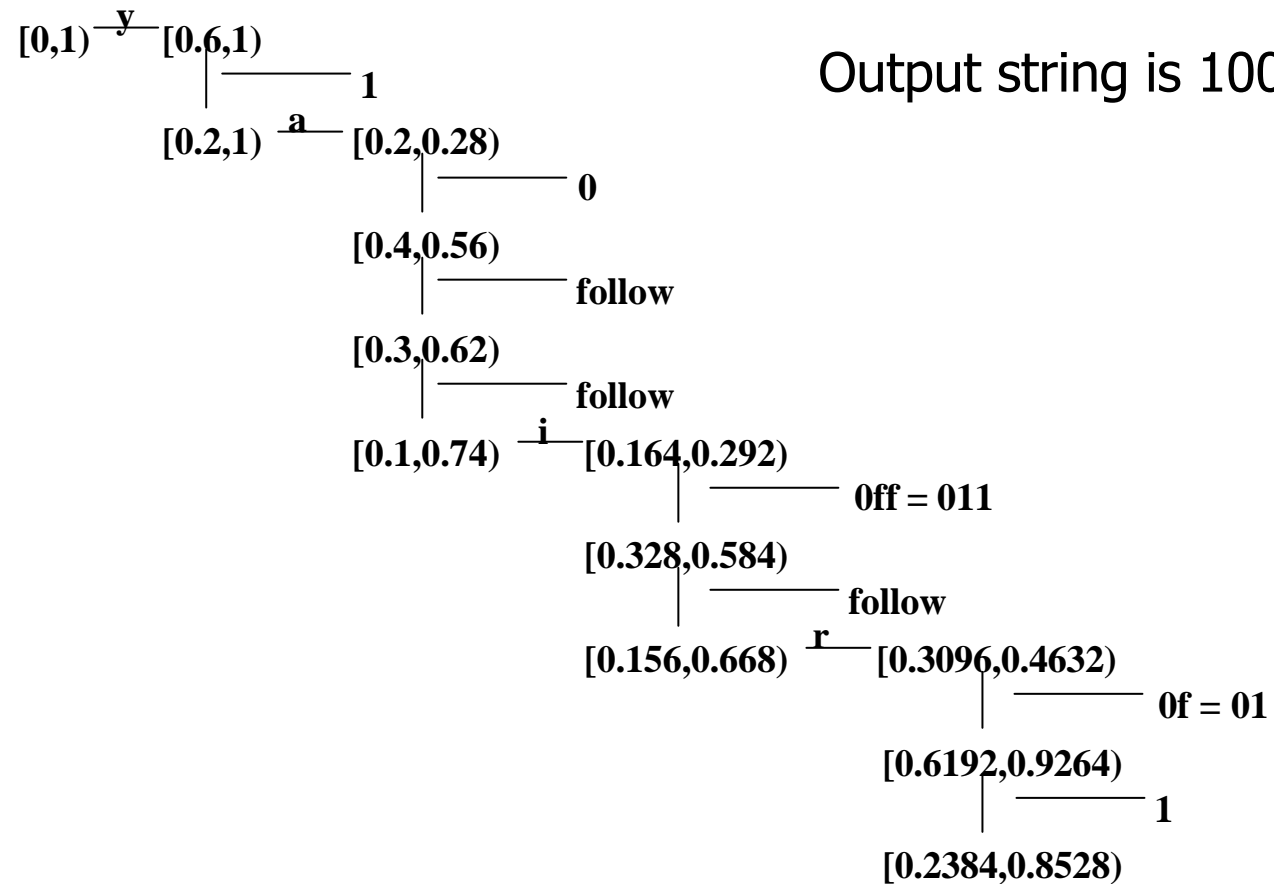 [0,1) y [0.6,1)
Output string is 100
1
[0.2,1) a [0.2,0.28)
0
[0.4,0.56)
follow
[0.3,0.62)
follow
[0.1,0.74) i [0.164,0.292)
0ff = 011
[0.328,0.584)
follow
[0.156,0.668) r [0.3096,0.4632)
0f = 01
[0.6192,0.9264)
1
[0.2384,0.8528)